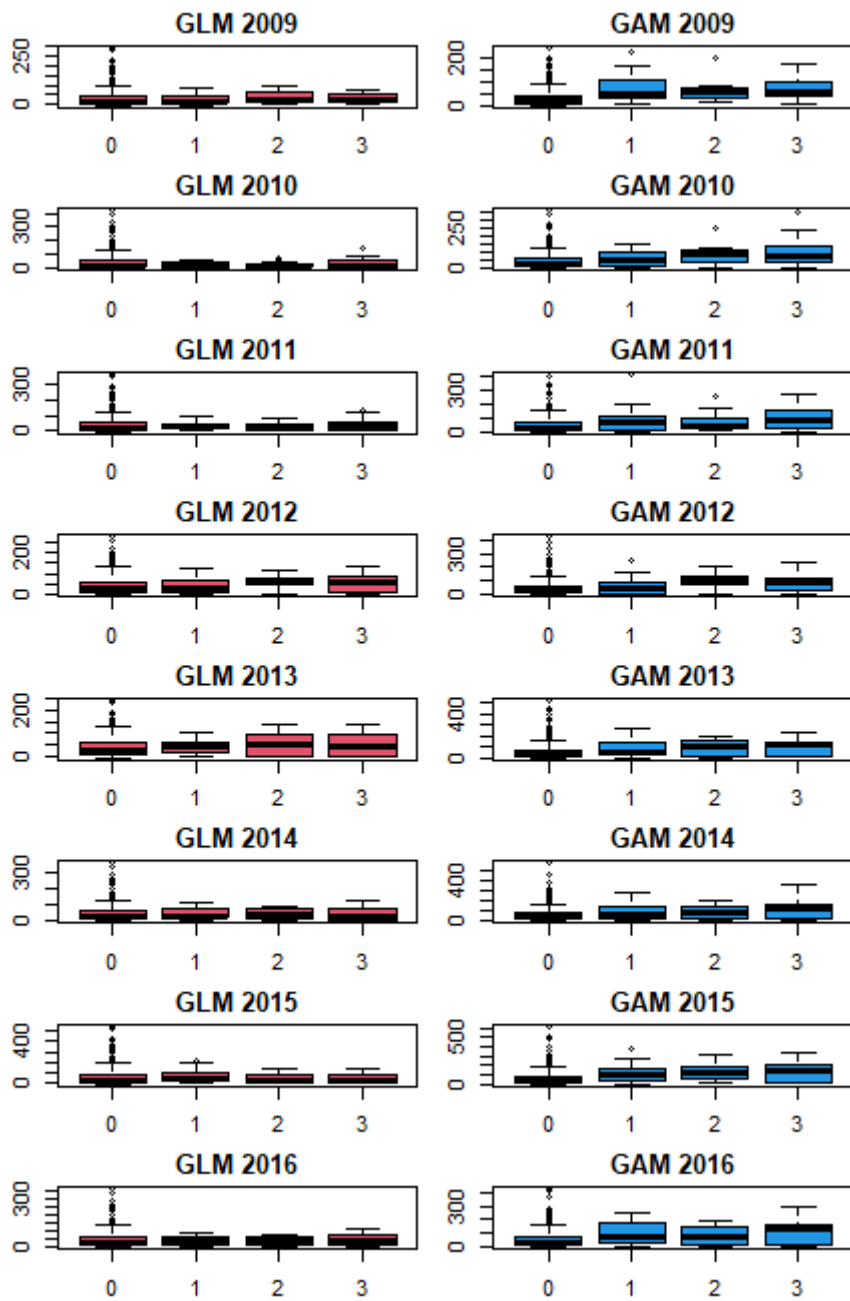 GLM 2009 GAM 2009
250 200
0 0
0 1 2 3 0 1 2 3
GLM 2010 GAM 2010
300 250
0 0
0 1 2 3 0 1 2 3
GLM 2011 GAM 2011
300 300
0 0
0 1 2 3 0 1 2 3
GLM 2012 GAM 2012
200 300
0 0
0 1 2 3 0 1 2 3
GLM 2013 GAM 2013
200 400
0 0
0 1 2 3 0 1 2 3
GLM 2014 GAM 2014
300 400
0 0
0 1 2 3 0 1 2 3
GLM 2015 GAM 2015
400 500
0 0
0 1 2 3 0 1 2 3
GLM 2016 GAM 2016
300 300
0 0
0 1 2 3 0 1 2 3